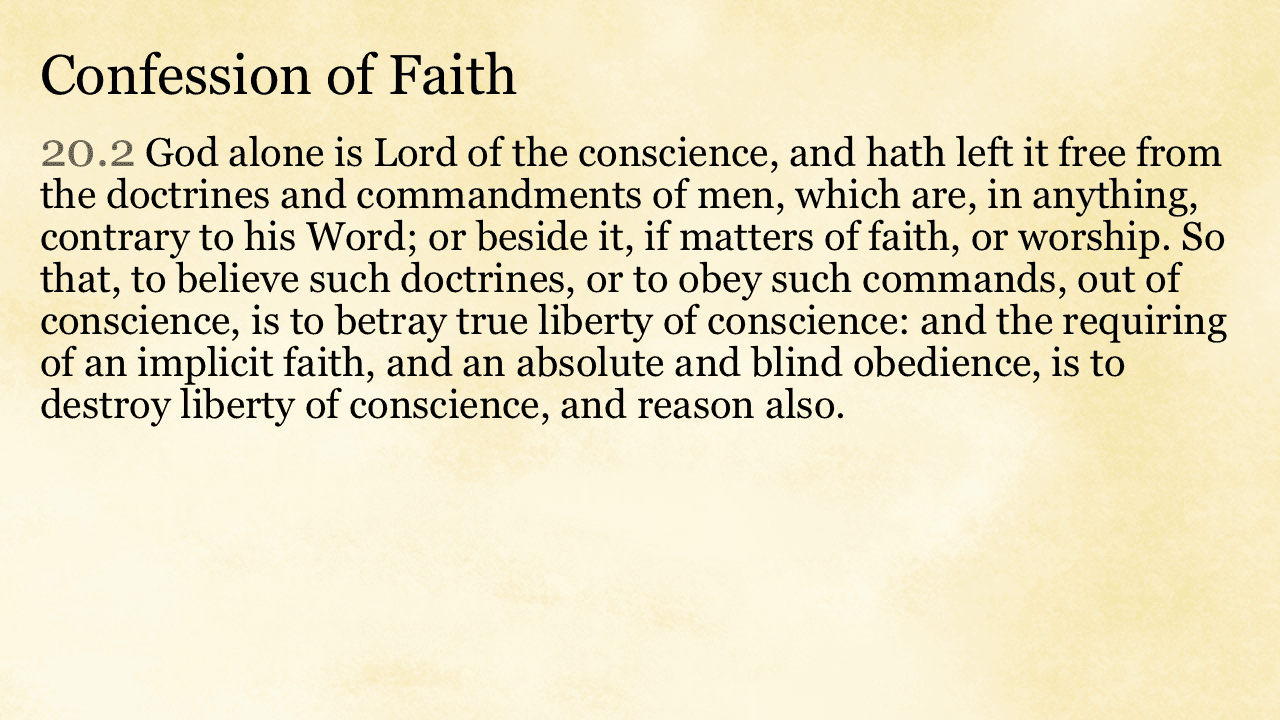 Confession of Faith
20.2 God alone is Lord of the conscience, and hath left it free from
the doctrines and commandments of men, which are, in anything,
contrary to his Word; or beside it, if matters of faith, or worship. So
that, to believe such doctrines, or to obey such commands, out of
conscience, is to betray true liberty of conscience: and the requiring
of an implicit faith, and an absolute and blind obedience, is to
destroy liberty of conscience, and reason also.